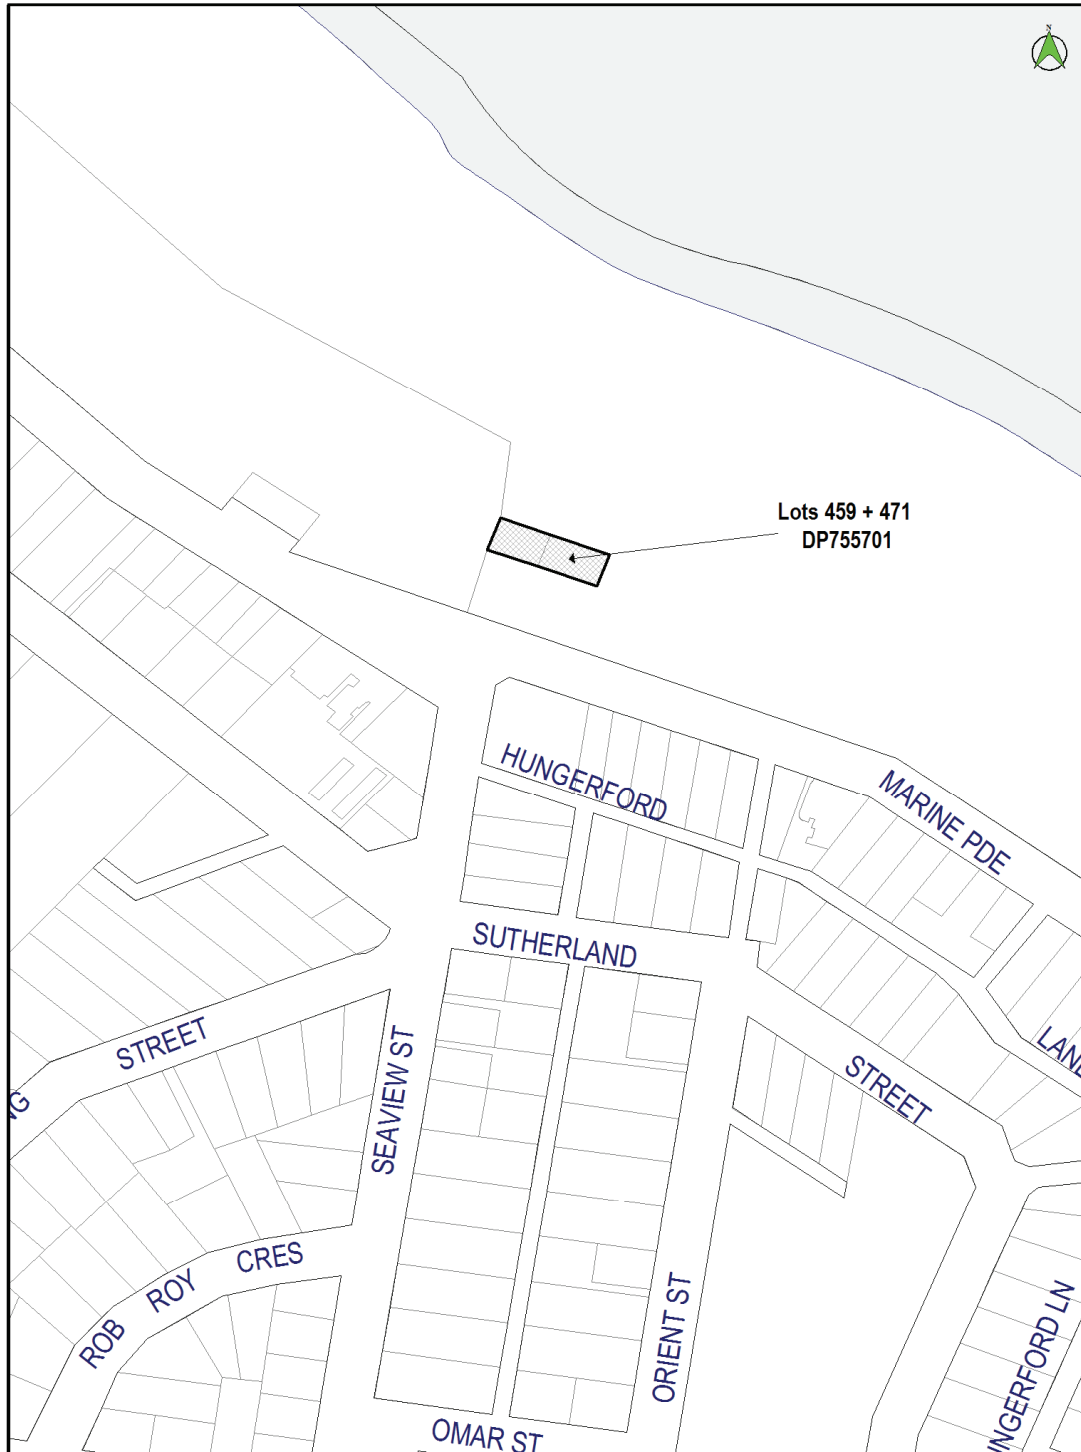 N
Lots 459 + 471
DP755701
HUNGERFORD
MARINE PDE
SUTHERLAND
STREET
STREET
LANE
SEAVIEW ST
CRES
ROY
ROB
ORIENT ST
OMAR ST